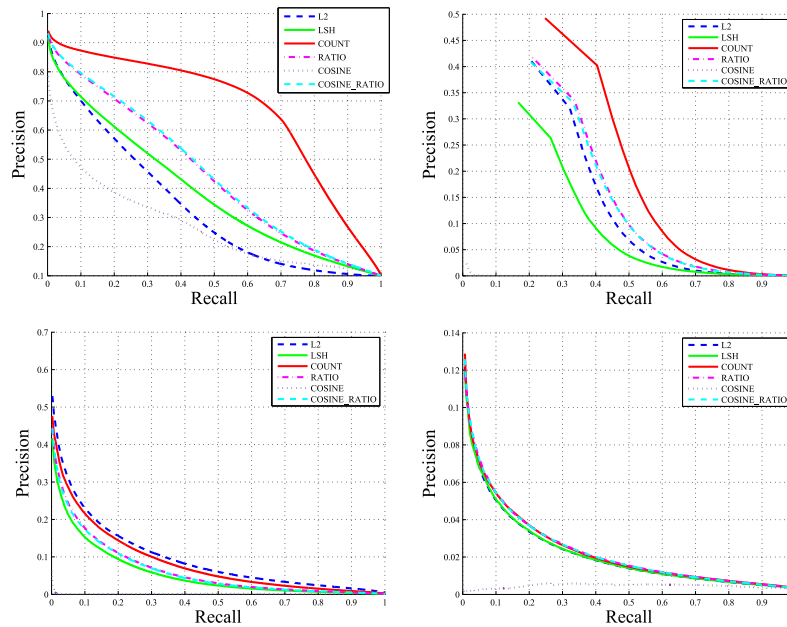 1
0.9
0.8
0.7
0.6
0.5
0.4
0.3
0.2
0.1
0 0.1 0.2 0.3 0.4 0.5 0.6 0.7 0.8 0.9 1
Precision
Recall
L2
LSH
COUNT
RATIO
COSINE
COSINE_RATIO
0.5
0.45
0.4
0.35
0.3
0.25
0.2
0.15
0.1
0.05
0
0 0.1 0.2 0.3 0.4 0.5 0.6 0.7 0.8 0.9
Precision
Recall
L2
LSH
COUNT
RATIO
COSINE
COSINE_RATIO
0.7
0.6
0.5
0.4
0.3
0.2
0.1
0
0.1 0.2 0.3 0.4 0.5 0.6 0.7 0.8 0.9 1
Precision
Recall
L2
LSH
COUNT
RATIO
COSINE
COSINE_RATIO
0.14
0.12
0.1
0.08
0.06
0.04
0.02
0
0 0.1 0.2 0.3 0.4 0.5 0.6 0.7 0.8 0.9
Precision
Recall
L2
LSH
COUNT
RATIO
COSINE
COSINE_RATIO